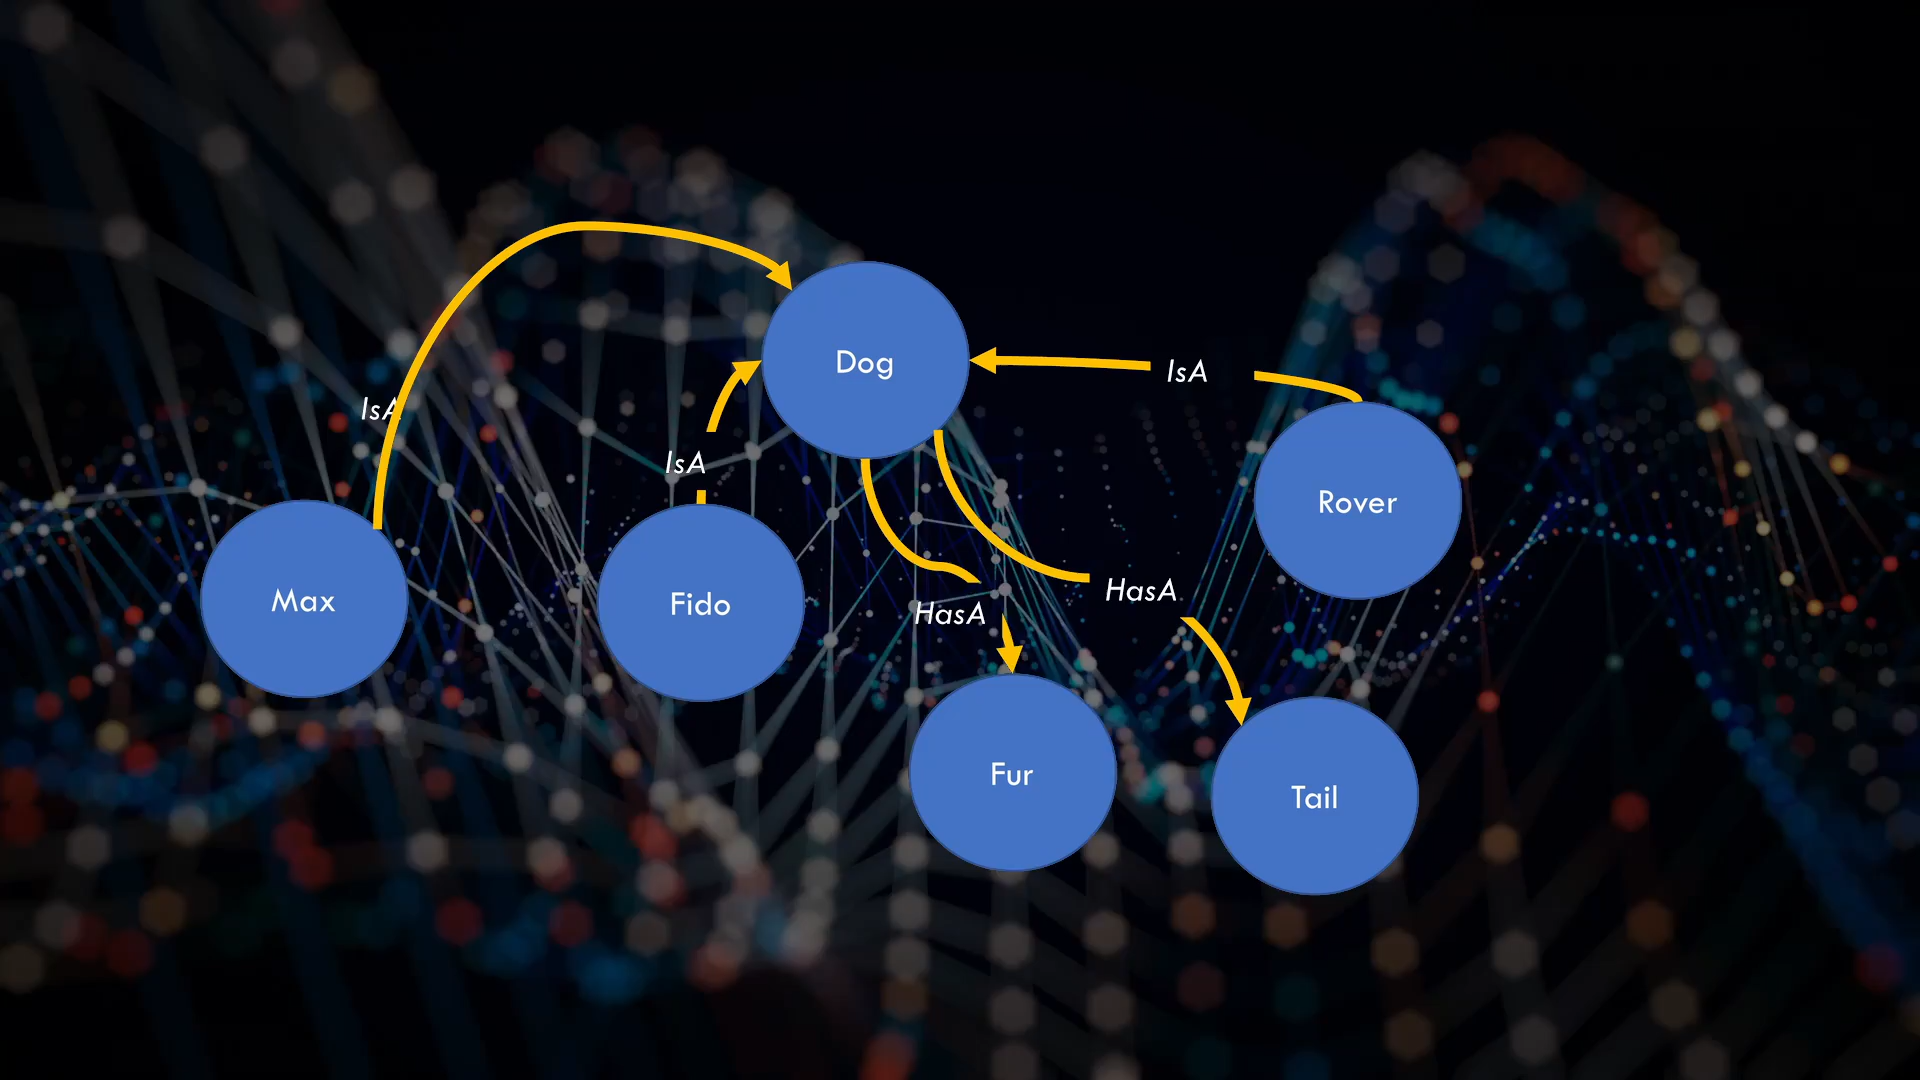 Dog
IsA
IsA
IsA
Rover
Max
Fido
HasA
HasA
Fur
Tail